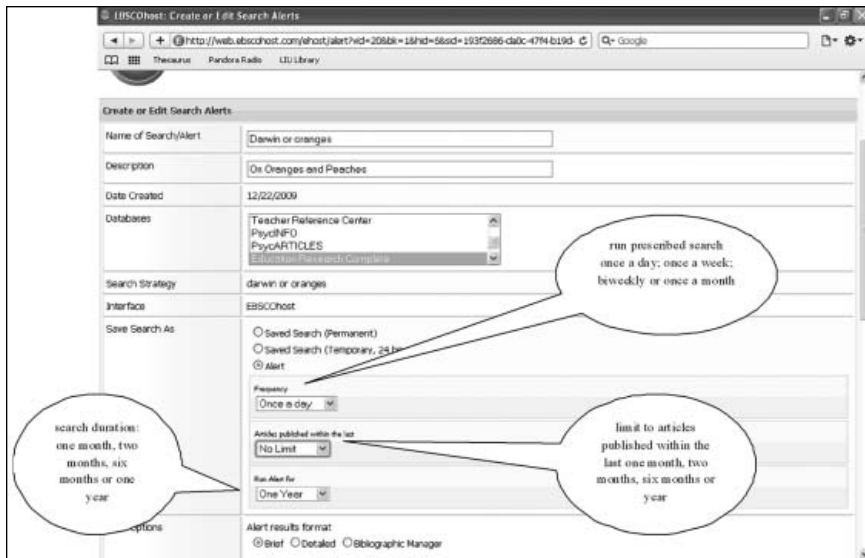 EBSCOhost: Create or Edit Search Alerts
http://web.ebscohost.com/ehost/alert?vid=20&bk=1&hid=6&sid=193f2686-da0c-47f4-b19d-
Google
Thesaurus Pandora Radio LIU Library
Create or Edit Search Alerts
Name of Search/Alert
Darwin or oranges
Description
On Oranges and Peaches
Date Created
12/22/2009
Databases
Teacher Reference Center
PsycINFO
PsycARTICLES
Education Research Complete
run prescribed search
once a day; once a week;
biweekly or once a month
Search Strategy
darwin or oranges
Interface
EBSCOhost
Save Search As
Saved Search (Permanent)
Saved Search (Temporary, 24
Alert
Frequency
Once a day
search duration:
one month, two
months, six
months or one
year
Articles published within the last
No Limit
limit to articles
published within the
last one month, two
months, six months or
year
Run Alert for
One Year
Alert results format
Brief Detailed Bibliographic Manager